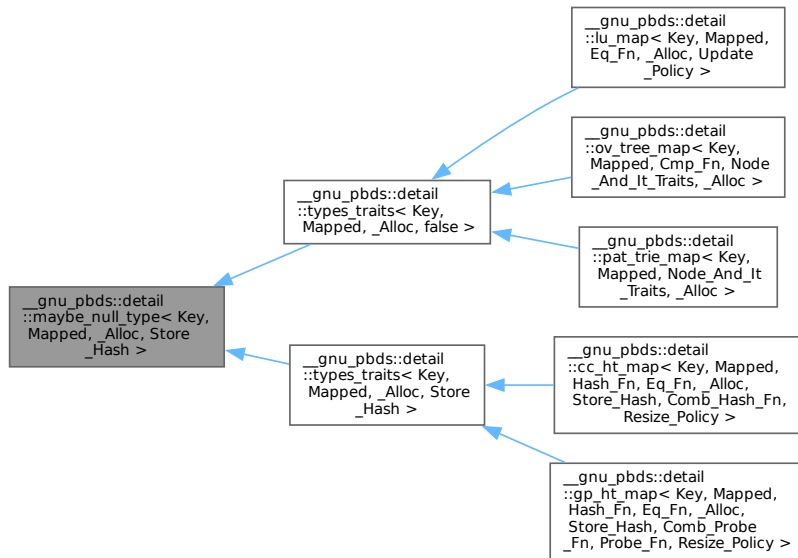 __gnu_pbds::detail
::lu_map< Key, Mapped,
Eq_Fn, _Alloc, Update
_Policy >
__gnu_pbds::detail
::ov_tree_map< Key,
Mapped, Cmp_Fn, Node
_And_It_Traits, _Alloc >
__gnu_pbds::detail
::types_traits< Key,
Mapped, _Alloc, false >
__gnu_pbds::detail
::pat_trie_map< Key,
Mapped, Node_And_It
_Traits, _Alloc >
__gnu_pbds::detail
::maybe_null_type< Key,
Mapped, _Alloc, Store
_Hash >
__gnu_pbds::detail
::types_traits< Key,
Mapped, _Alloc, Store
_Hash >
__gnu_pbds::detail
::cc_ht_map< Key, Mapped,
Hash_Fn, Eq_Fn, _Alloc,
Store_Hash, Comb_Hash_Fn,
Resize_Policy >
__gnu_pbds::detail
::gp_ht_map< Key, Mapped,
Hash_Fn, Eq_Fn, _Alloc,
Store_Hash, Comb_Probe
_Fn, Probe_Fn, Resize_Policy >